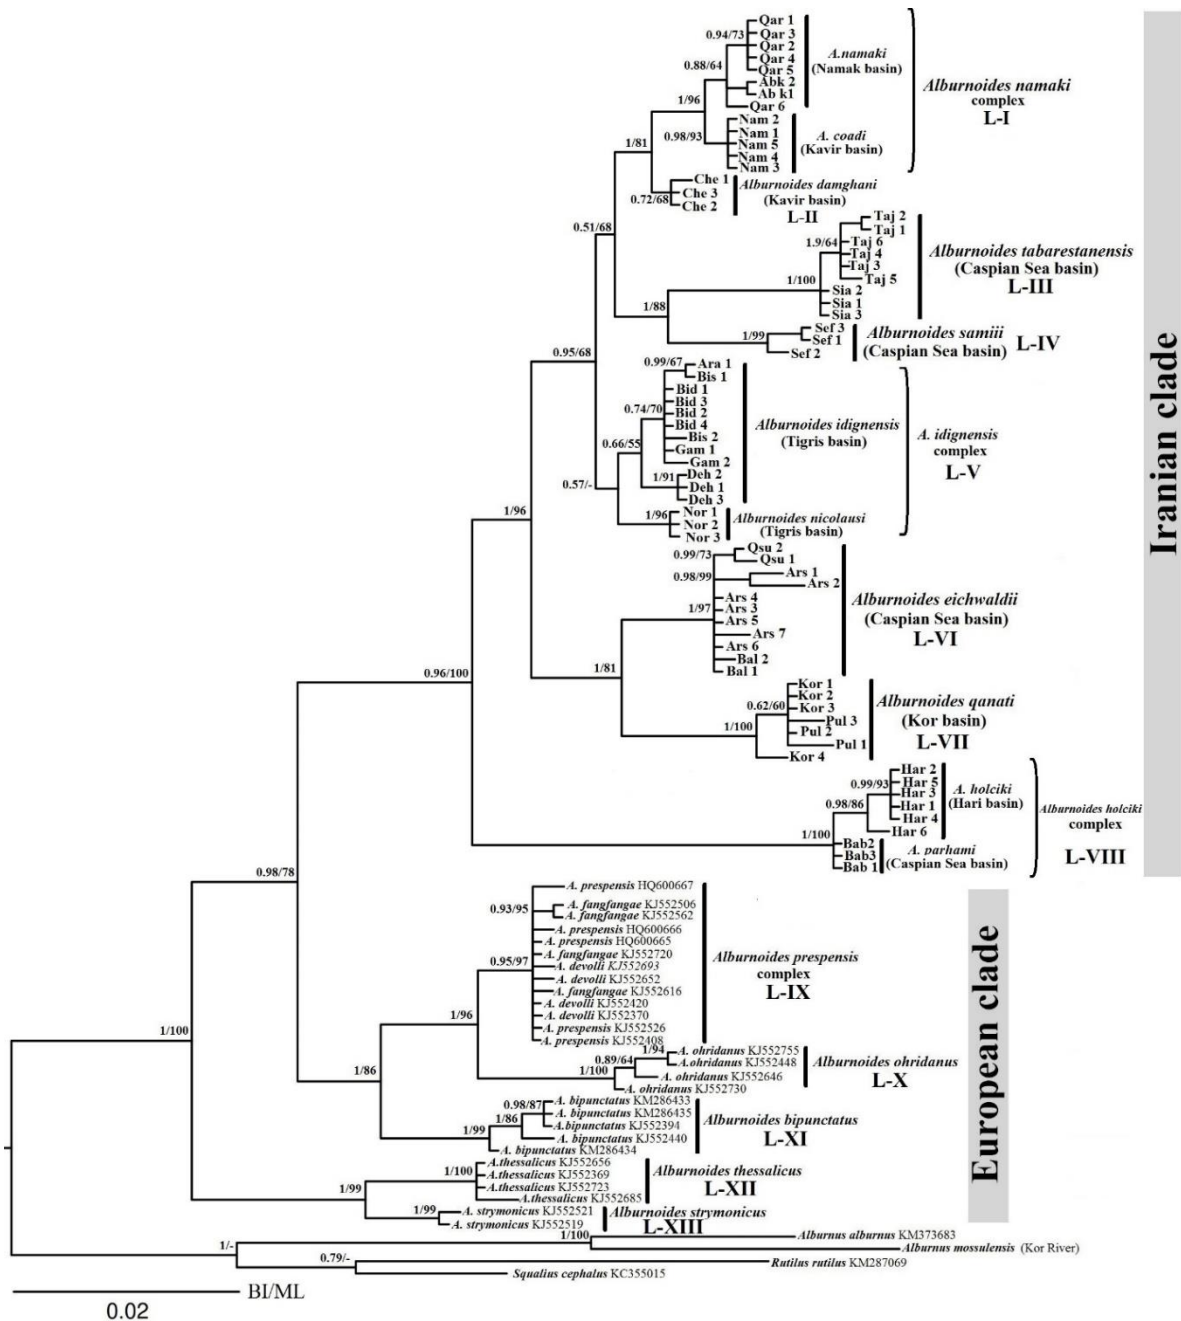 Qar 1
0.94/73
Qar 3
Qar 2
A.namaki
Qar 4
(Namak basin)
Qar 5
0.88/64
Abk 2
Ab k1
Alburnoides namaki
complex
L-I
1/96
Qar 6
Nam 2
Nam 1
0.98/93
Nam 5
A. coadi
(Kavir basin)
Nam 4
Nam 3
1/81
Che 1
Alburnoides damghani
Che 3
(Kavir basin)
0.72/68
Che 2
L-II
0.51/68
Taj 2
Taj 1
1.9/64
Taj 6
Taj 4
Taj 3
Taj 5
Alburnoides tabarestanensis
(Caspian Sea basin)
L-III
1/100
Sia 2
Sia 1
Sia 3
1/88
1/99
Sef 3
Sef 1
Sef 2
Alburnoides samiii
(Caspian Sea basin)
L-IV
0.95/68
0.99/67
Ara 1
Bis 1
Bid 1
Bid 3
0.74/70
Bid 2
Bid 4
Bis 2
Gam 1
Gam 2
Alburnoides idignensis
(Tigris basin)
A. idignensis
complex
L-V
0.66/55
1/91
Deh 2
Deh 1
Deh 3
0.57/-
1/96
Nor 1
Nor 2
Nor 3
Alburnoides nicolausi
(Tigris basin)
1/96
0.99/73
Qsu 2
Qsu 1
0.98/99
Ars 1
Ars 2
Ars 4
1/97
Ars 3
Ars 5
Ars 7
Ars 6
Bal 2
Bal 1
Alburnoides eichwaldii
(Caspian Sea basin)
L-VI
1/81
Kor 1
Kor 2
0.62/60
Kor 3
Pul 3
Pul 2
Pul 1
1/100
Kor 4
Alburnoides qanati
(Kor basin)
L-VII
0.96/100
Har 2
0.99/93
Har 5
Har 3
Har 1
Har 4
0.98/86
Har 6
A. holciki
(Hari basin)
1/100
Bab2
Bab3
Bab 1
A. parhami
(Caspian Sea basin)
Alburnoides holciki
complex
L-VIII
Iranian clade
0.98/78
A. prespensis HQ600667
0.93/95
A. fangfangae KJ552506
A. fangfangae KJ552562
A. prespensis HQ600666
A. prespensis HQ600665
0.95/97
A. fangfangae KJ552720
A. devolli KJ552693
A. devolli KJ552652
A. fangfangae KJ552616
A. devolli KJ552420
A. devolli KJ552370
A. prespensis KJ552526
A. prespensis KJ552408
Alburnoides prespensis
complex
L-IX
1/96
1/94
A. ohridanus KJ552755
0.89/64
A.ohridanus KJ552448
1/100
A. ohridanus KJ552646
A. ohridanus KJ552730
Alburnoides ohridanus
L-X
1/100
1/86
0.98/87
A. bipunctatus KM286433
1/86
A. bipunctatus KM286435
A.bipunctatus KJ552394
1/99
A. bipunctatus KJ552440
A. bipunctatus KM286434
Alburnoides bipunctatus
L-XI
1/100
A.thessalicus KJ552656
A.thessalicus KJ552369
A.thessalicus KJ552723
A.thessalicus KJ552685
Alburnoides thessalicus
L-XII
1/99
1/99
A. strymonicus KJ552521
A. strymonicus KJ552519
Alburnoides strymonicus
L-XIII
European clade
1/100
Alburnus alburnus KM373683
Alburnus mossulensis (Kor River)
1/-
0.79/-
Rutilus rutilus KM287069
Squalius cephalus KC355015
BI/ML
0.02